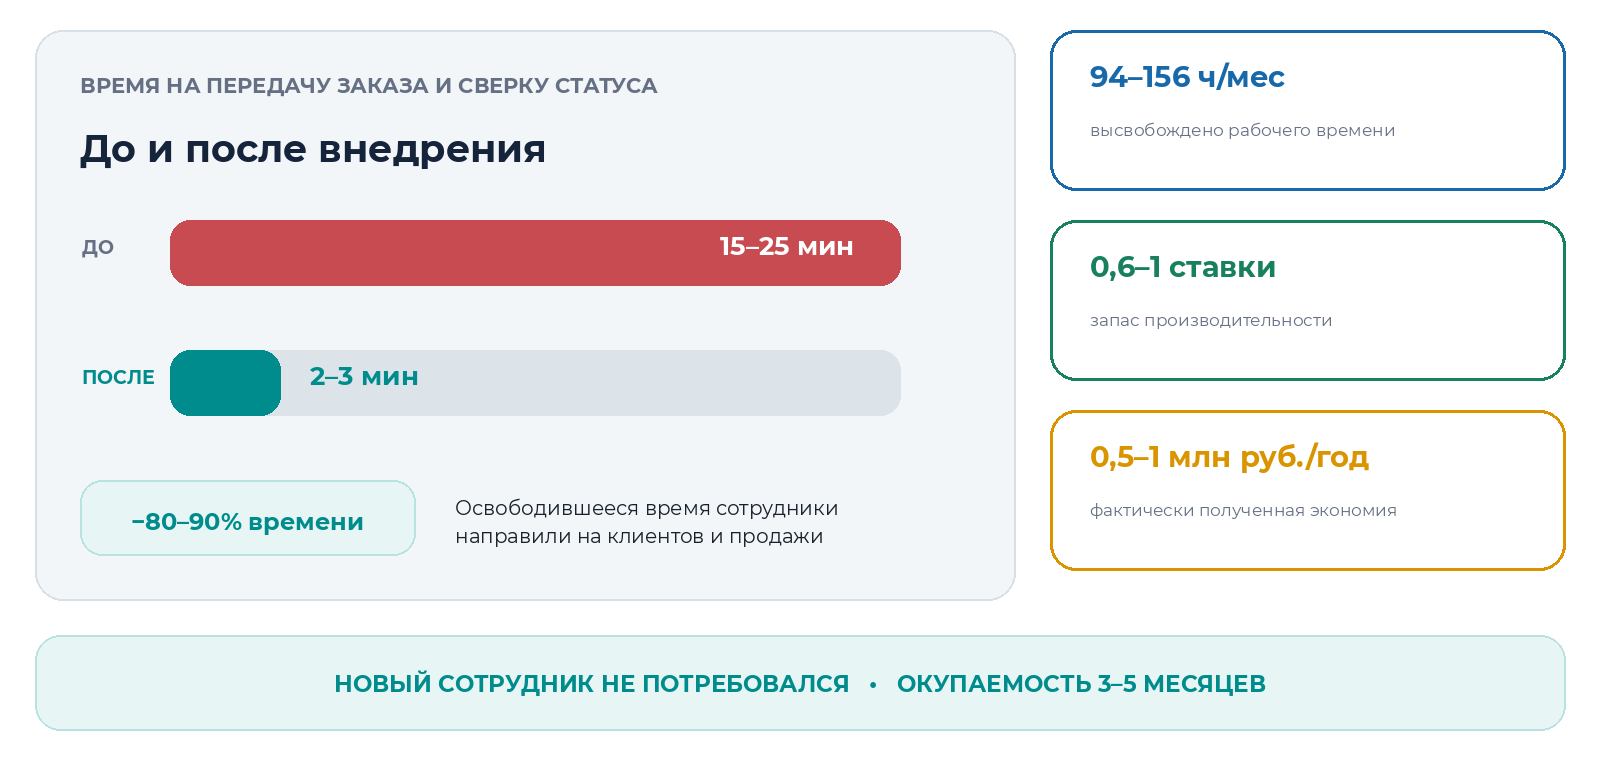 ВРЕМЯ НА ПЕРЕДАЧУ ЗАКАЗА И СВЕРКУ СТАТУСА
До и после внедрения
ДО
15–25 мин
ПОСЛЕ
2–3 мин
−80–90% времени
Освободившееся время сотрудники
направили на клиентов и продажи
94–156 ч/мес
высвобождено рабочего времени
0,6–1 ставки
запас производительности
0,5–1 млн руб./год
фактически полученная экономия
НОВЫЙ СОТРУДНИК НЕ ПОТРЕБОВАЛСЯ • ОКУПАЕМОСТЬ 3–5 МЕСЯЦЕВ